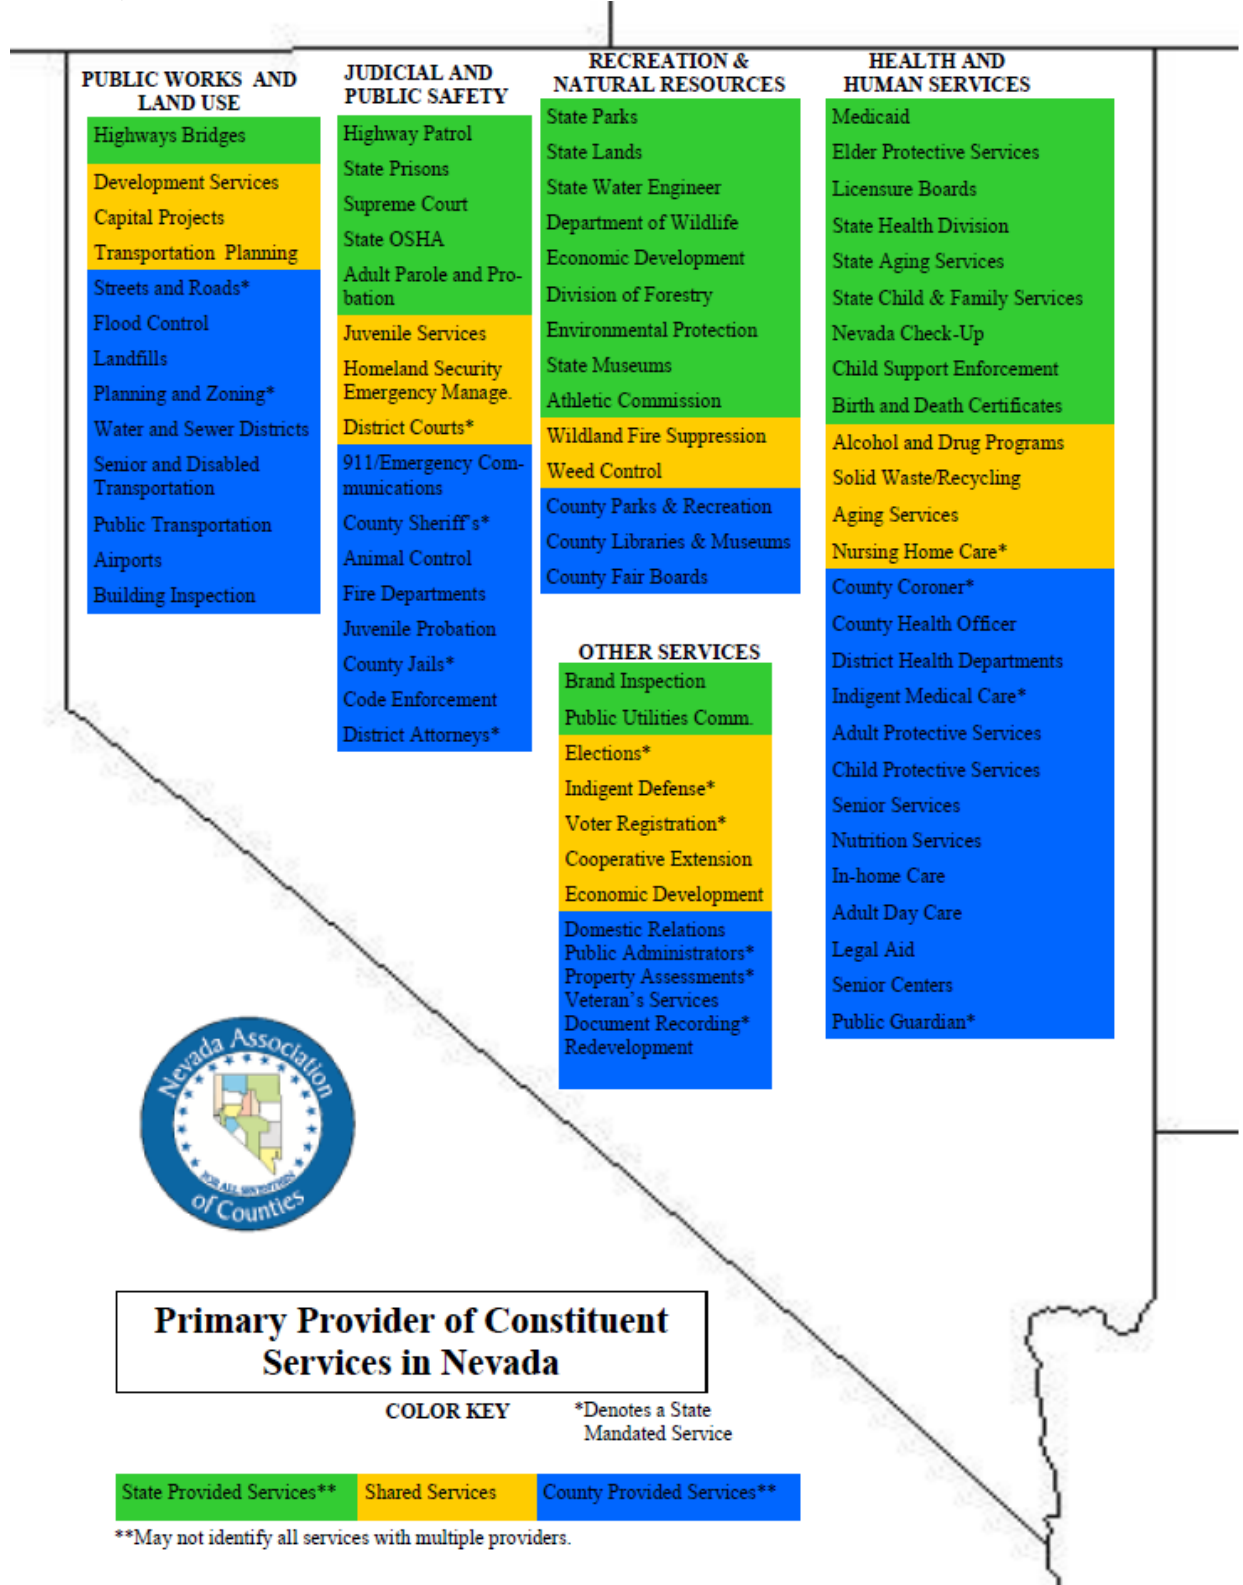 PUBLIC WORKS AND
LAND USE
Highways Bridges
Development Services
Capital Projects
Transportation Planning
Streets and Roads*
Flood Control
Landfills
Planning and Zoning*
Water and Sewer Districts
Senior and Disabled
Transportation
Public Transportation
Airports
Building Inspection
JUDICIAL AND
PUBLIC SAFETY
Highway Patrol
State Prisons
Supreme Court
State OSHA
Adult Parole and Pro-
bation
Juvenile Services
Homeland Security
Emergency Manage.
District Courts*
911/Emergency Com-
munications
County Sheriff's*
Animal Control
Fire Departments
Juvenile Probation
County Jails*
Code Enforcement
District Attorneys*
RECREATION &
NATURAL RESOURCES
State Parks
State Lands
State Water Engineer
Department of Wildlife
Economic Development
Division of Forestry
Environmental Protection
State Museums
Athletic Commission
Wildland Fire Suppression
Weed Control
County Parks & Recreation
County Libraries & Museums
County Fair Boards
OTHER SERVICES
Brand Inspection
Public Utilities Comm.
Elections*
Indigent Defense*
Voter Registration*
Cooperative Extension
Economic Development
Domestic Relations
Public Administrators*
Property Assessments*
Veteran's Services
Document Recording*
Redevelopment
HEALTH AND
HUMAN SERVICES
Medicaid
Elder Protective Services
Licensure Boards
State Health Division
State Aging Services
State Child & Family Services
Nevada Check-Up
Child Support Enforcement
Birth and Death Certificates
Alcohol and Drug Programs
Solid Waste/Recycling
Aging Services
Nursing Home Care*
County Coroner*
County Health Officer
District Health Departments
Indigent Medical Care*
Adult Protective Services
Child Protective Services
Senior Services
Nutrition Services
In-home Care
Adult Day Care
Legal Aid
Senior Centers
Public Guardian*
Nevada Association
of Counties
Primary Provider of Constituent
Services in Nevada
COLOR KEY
*Denotes a State
Mandated Service
State Provided Services**
Shared Services
County Provided Services**
**May not identify all services with multiple providers.